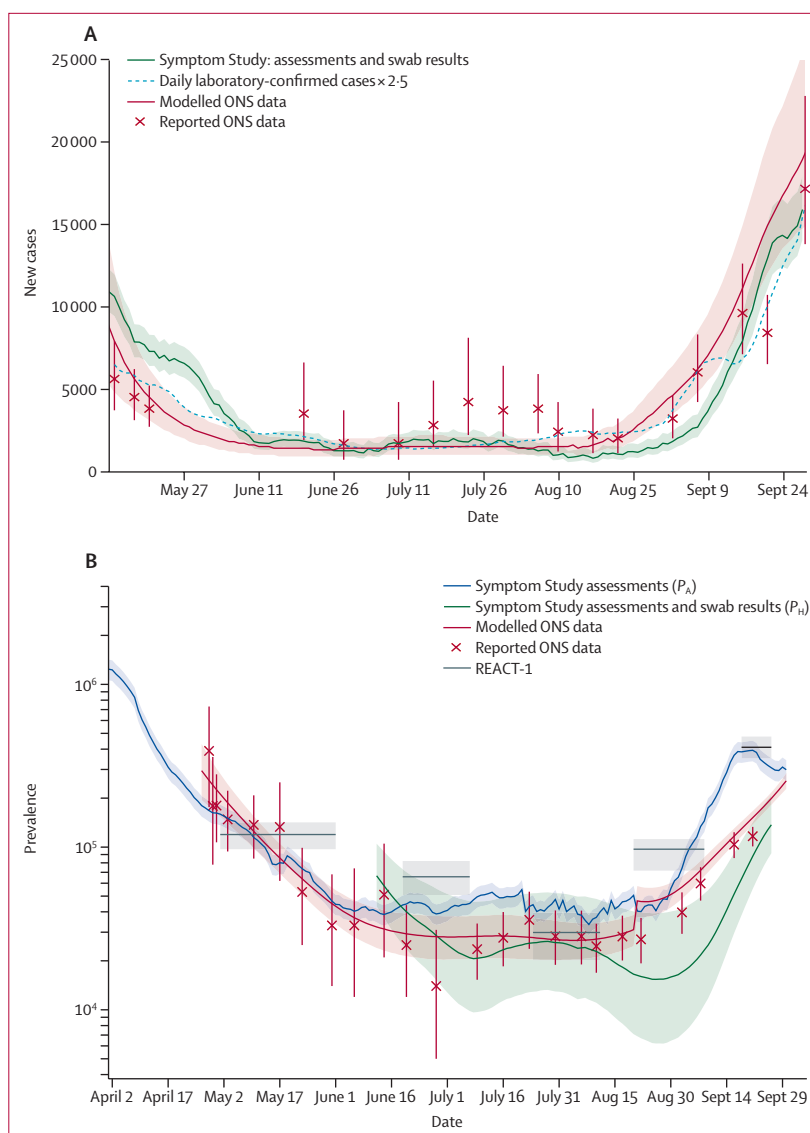 A
25 000
20 000
15 000
10 000
5000
0
New cases
Symptom Study: assessments and swab results
Daily laboratory-confirmed cases × 2·5
Modelled ONS data
Reported ONS data
May 27
June 11
June 26
July 11
July 26
Aug 10
Aug 25
Sept 9
Sept 24
Date
B
Symptom Study assessments (P_A)
Symptom Study assessments and swab results (P_H)
Modelled ONS data
Reported ONS data
REACT-1
10⁶
10⁵
10⁴
Prevalence
April 2
April 17
May 2
May 17
June 1
June 16
July 1
July 16
July 31
Aug 15
Aug 30
Sept 14
Sept 29
Date